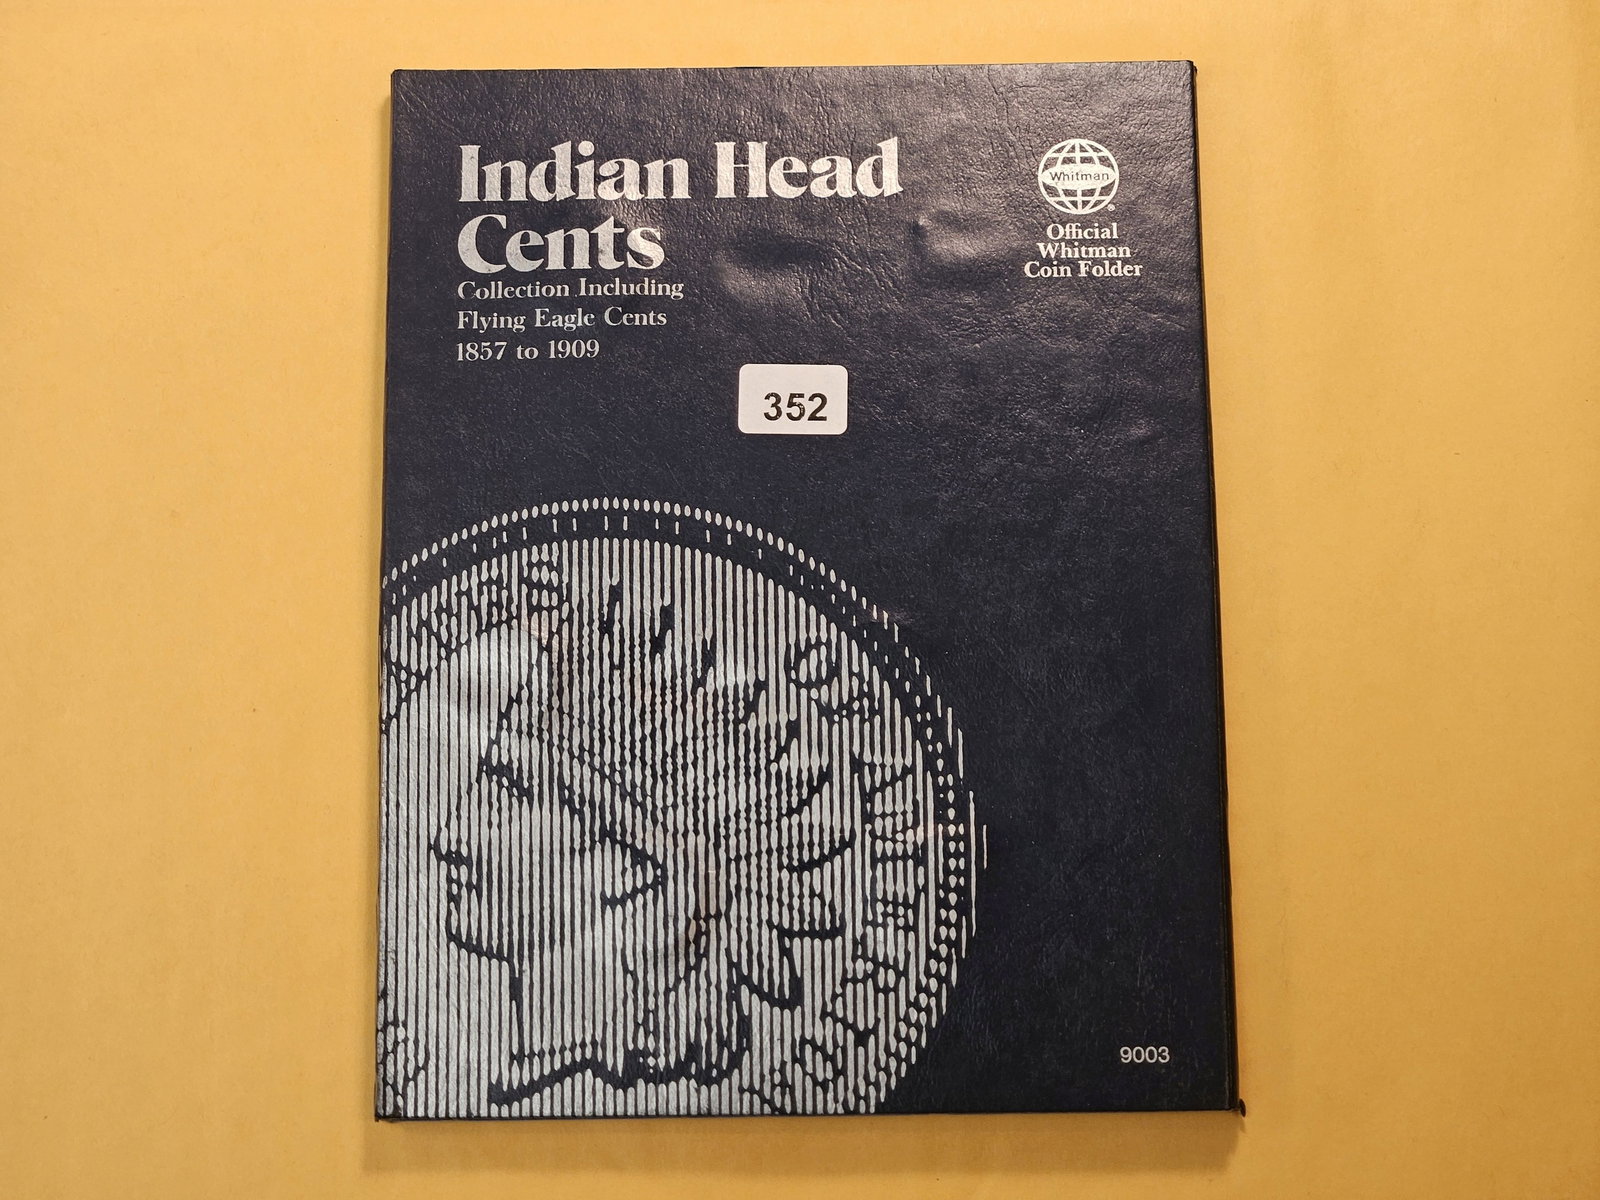 Indian Head
Cents
Collection Including
Flying Eagle Cents
1857 to 1909
Whitman
Official
Whitman
Coin Folder
352
9003